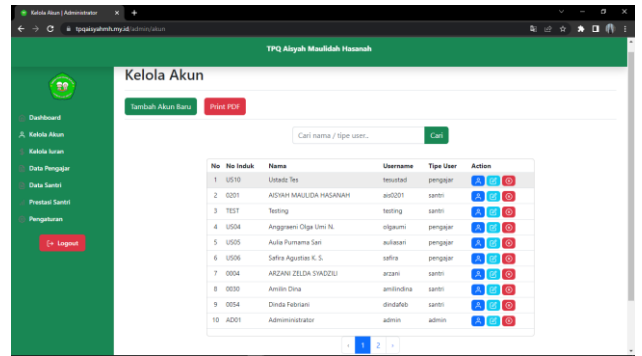 Kelola Akun | Administrator
tpqaisyahmh.my.id/admin/akun
TPQ Aisyah Maulidah Hasanah
Kelola Akun
Tambah Akun Baru Print PDF
Dashboard
Kelola Akun
Kelola Iuran
Data Pengajar
Data Santri
Prestasi Santri
Pengaturan
Logout
Cari nama / tipe user.. Cari
No No Induk Nama Username Tipe User Action
1 US10 Ustadz Tes tesustad pengajar
2 0201 AISYAH MAULIDA HASANAH ais0201 santri
3 TEST Testing testing santri
4 US04 Anggraeni Olga Umi N. olgaumi pengajar
5 US05 Aulia Purnama Sari auliasari pengajar
6 US06 Safira Agustias K. S. safira pengajar
7 0004 ARZANI ZELDA SYADZILI arzani santri
8 0030 Amilin Dina amilindina santri
9 0054 Dinda Febriani dindafeb santri
10 AD01 Admiministrator admin admin
‹ 1 2 ›